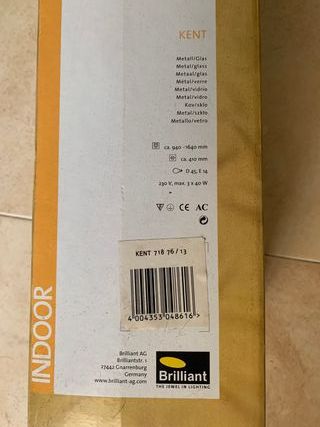 KENT
Metall/Glas
Metal/glass
Metaal/glas
Métal/verre
Metal/vidrio
Metal/vidro
Kov/sklo
Metal/szkło
Metallo/vetro
ca. 940 -1640 mm
ca. 410 mm
D 45, E 14
230 V, max. 3 x 40 W
CE AC
KENT 718 76/13
4 004353 048616 >
INDOOR
Brilliant AG
Brilliantstr. 1
27442 Gnarrenburg
Germany
www.brilliant-ag.com
Brilliant
THE JEWEL IN LIGHTING